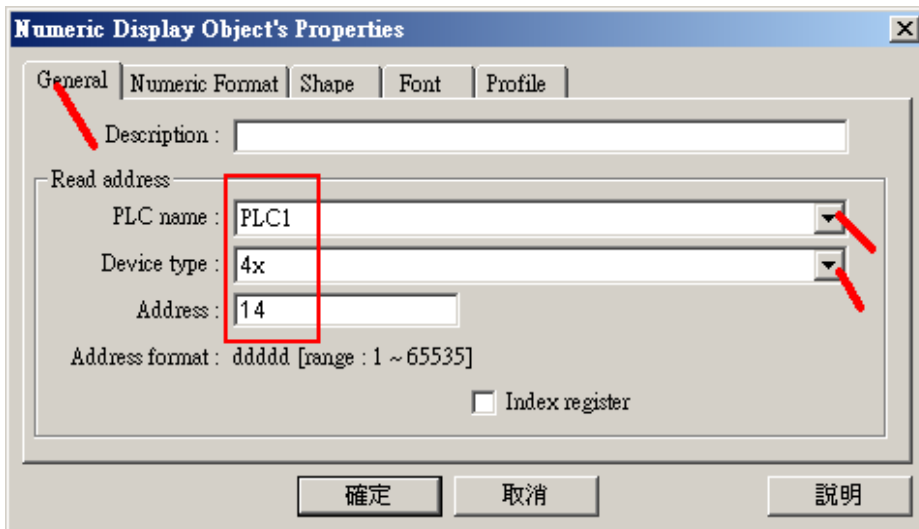 Numeric Display Object's Properties
General Numeric Format Shape Font Profile
Description :
Read address
PLC name : PLC1
Device type : 4x
Address : 14
Address format : ddddd [range : 1 ~ 65535]
Index register
確定 取消 說明